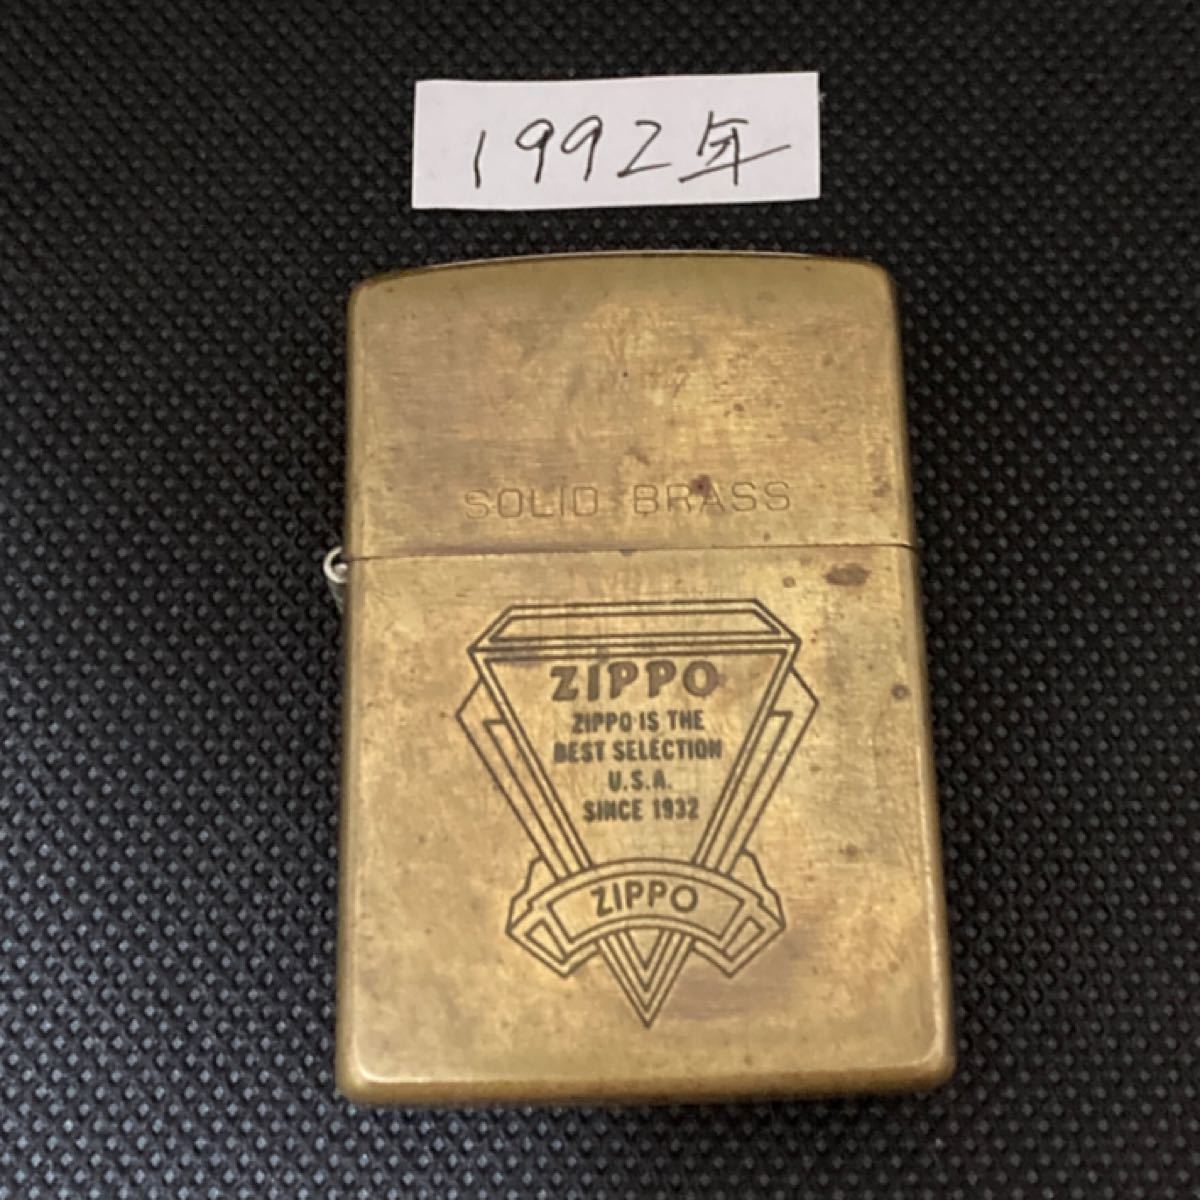 1992年
SOLID BRASS
ZIPPO
ZIPPO IS THE
BEST SELECTION
U.S.A.
SINCE 1932
ZIPPO